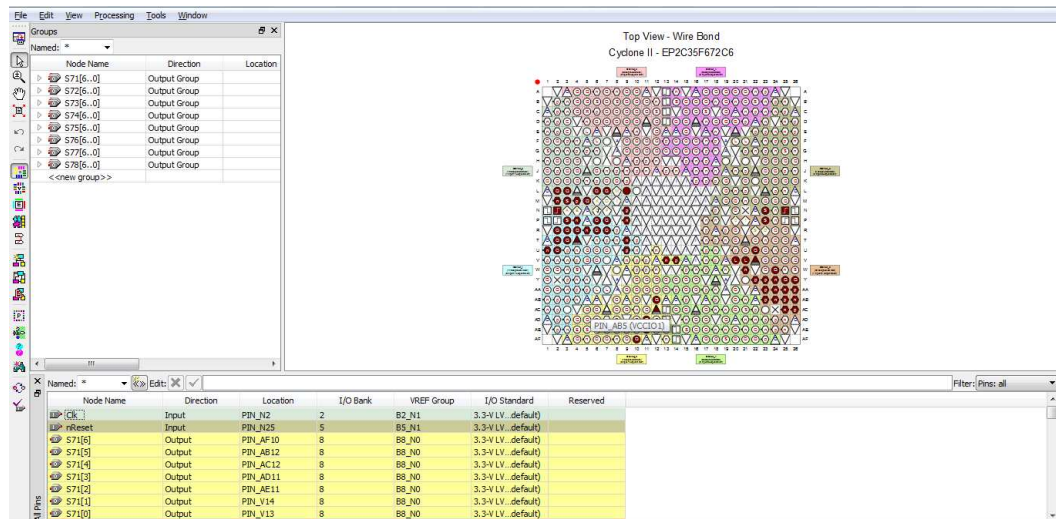 File Edit View Processing Tools Window
Groups
Named: *
Node Name Direction Location
S71[6..0] Output Group
S72[6..0] Output Group
S73[6..0] Output Group
S74[6..0] Output Group
S75[6..0] Output Group
S76[6..0] Output Group
S77[6..0] Output Group
S78[6..0] Output Group
<<new group>>
Top View - Wire Bond
Cyclone II - EP2C35F672C6
PIN_AB5 (VCCIO1)
Named: * Edit: Filter: Pins: all
Node Name Direction Location I/O Bank VREF Group I/O Standard Reserved
Clk Input PIN_N2 2 B2_N1 3.3-V LV...default)
nReset Input PIN_N25 5 B5_N1 3.3-V LV...default)
S71[6] Output PIN_AF10 8 B8_N0 3.3-V LV...default)
S71[5] Output PIN_AB12 8 B8_N0 3.3-V LV...default)
S71[4] Output PIN_AC12 8 B8_N0 3.3-V LV...default)
S71[3] Output PIN_AD11 8 B8_N0 3.3-V LV...default)
S71[2] Output PIN_AE11 8 B8_N0 3.3-V LV...default)
S71[1] Output PIN_V14 8 B8_N0 3.3-V LV...default)
S71[0] Output PIN_V13 8 B8_N0 3.3-V LV...default)
All Pins